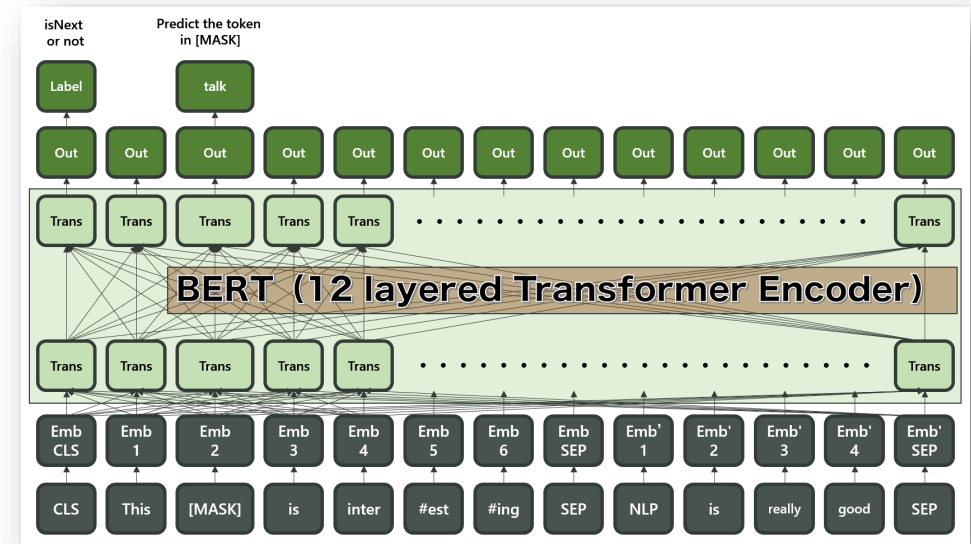 isNext
or not
Predict the token
in [MASK]
Label
talk
Out Out Out Out Out Out Out Out Out Out Out Out Out
Trans Trans Trans Trans Trans Trans
BERT (12 layered Transformer Encoder)
Trans Trans Trans Trans Trans Trans
Emb CLS
Emb 1
Emb 2
Emb 3
Emb 4
Emb 5
Emb 6
Emb SEP
Emb’ 1
Emb' 2
Emb' 3
Emb' 4
Emb' SEP
CLS This [MASK] is inter #est #ing SEP NLP is really good SEP